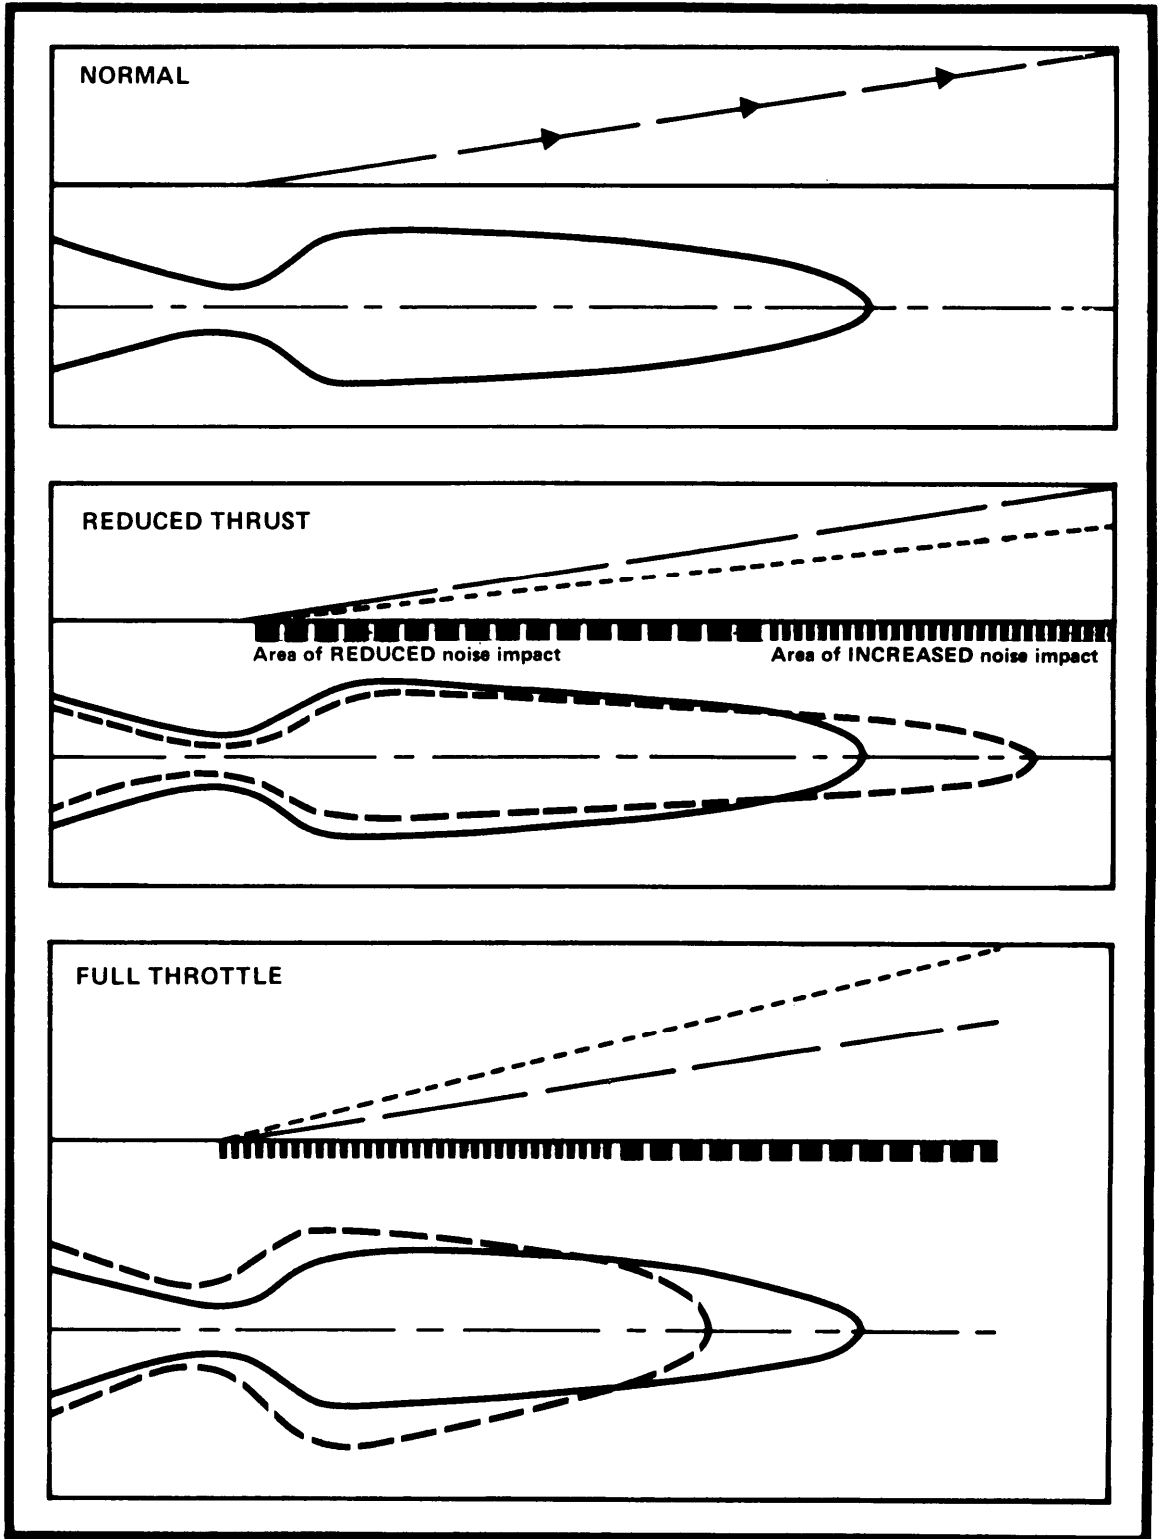 NORMAL
REDUCED THRUST
Area of REDUCED noise impact
Area of INCREASED noise impact
FULL THROTTLE